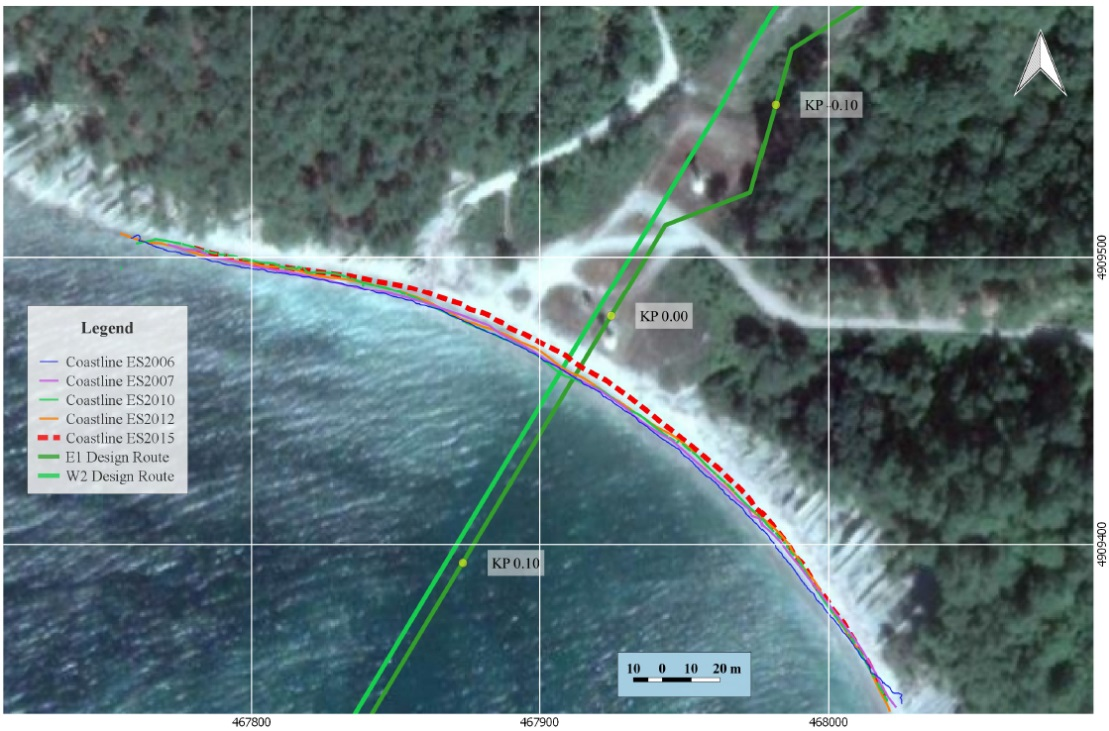 KP -0.10
4909500
KP 0.00
Legend
Coastline ES2006
Coastline ES2007
Coastline ES2010
Coastline ES2012
Coastline ES2015
E1 Design Route
W2 Design Route
KP 0.10
4909400
10 0 10 20 m
467800 467900 468000